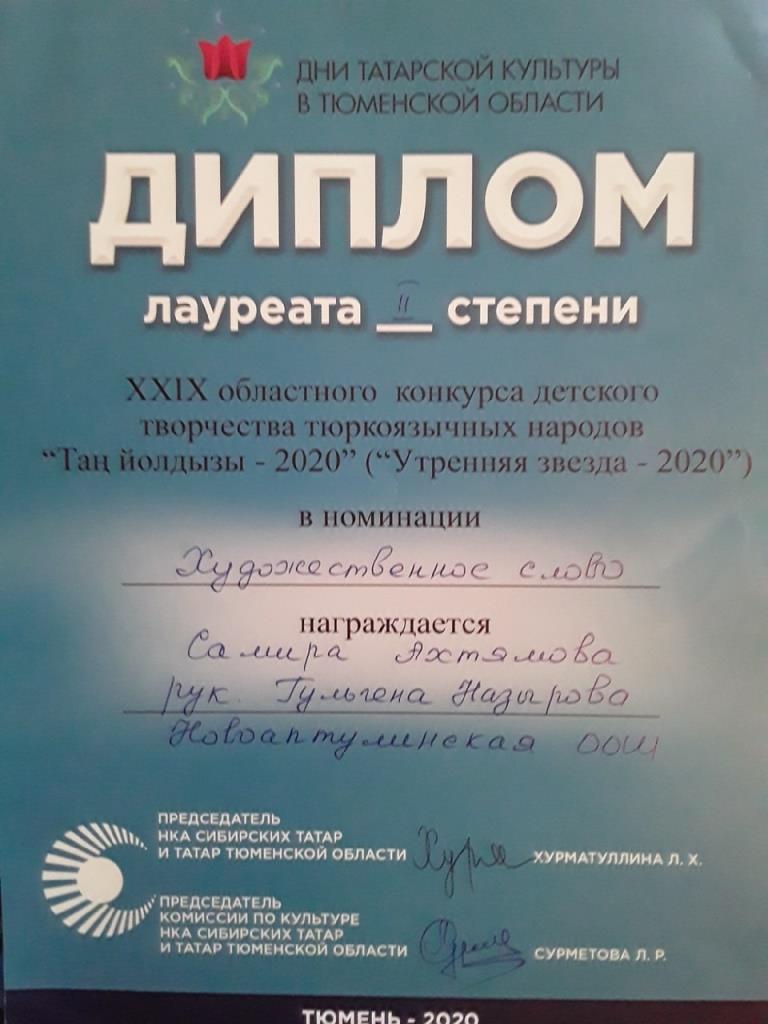 ДНИ ТАТАРСКОЙ КУЛЬТУРЫ
В ТЮМЕНСКОЙ ОБЛАСТИ
ДИПЛОМ
лауреата II степени
XXIX областного конкурса детского
творчества тюркоязычных народов
“Таң йолдызы - 2020” (“Утренняя звезда - 2020”)
в номинации
Художественное слово
награждается
Самира Ахтямова
рук. Гульгена Назырова
Новоаптулинская ООШ
ПРЕДСЕДАТЕЛЬ
НКА СИБИРСКИХ ТАТАР
И ТАТАР ТЮМЕНСКОЙ ОБЛАСТИ ХУРМАТУЛЛИНА Л. Х.
ПРЕДСЕДАТЕЛЬ
КОМИССИИ ПО КУЛЬТУРЕ
НКА СИБИРСКИХ ТАТАР
И ТАТАР ТЮМЕНСКОЙ ОБЛАСТИ СУРМЕТОВА Л. Р.
ТЮМЕНЬ - 2020